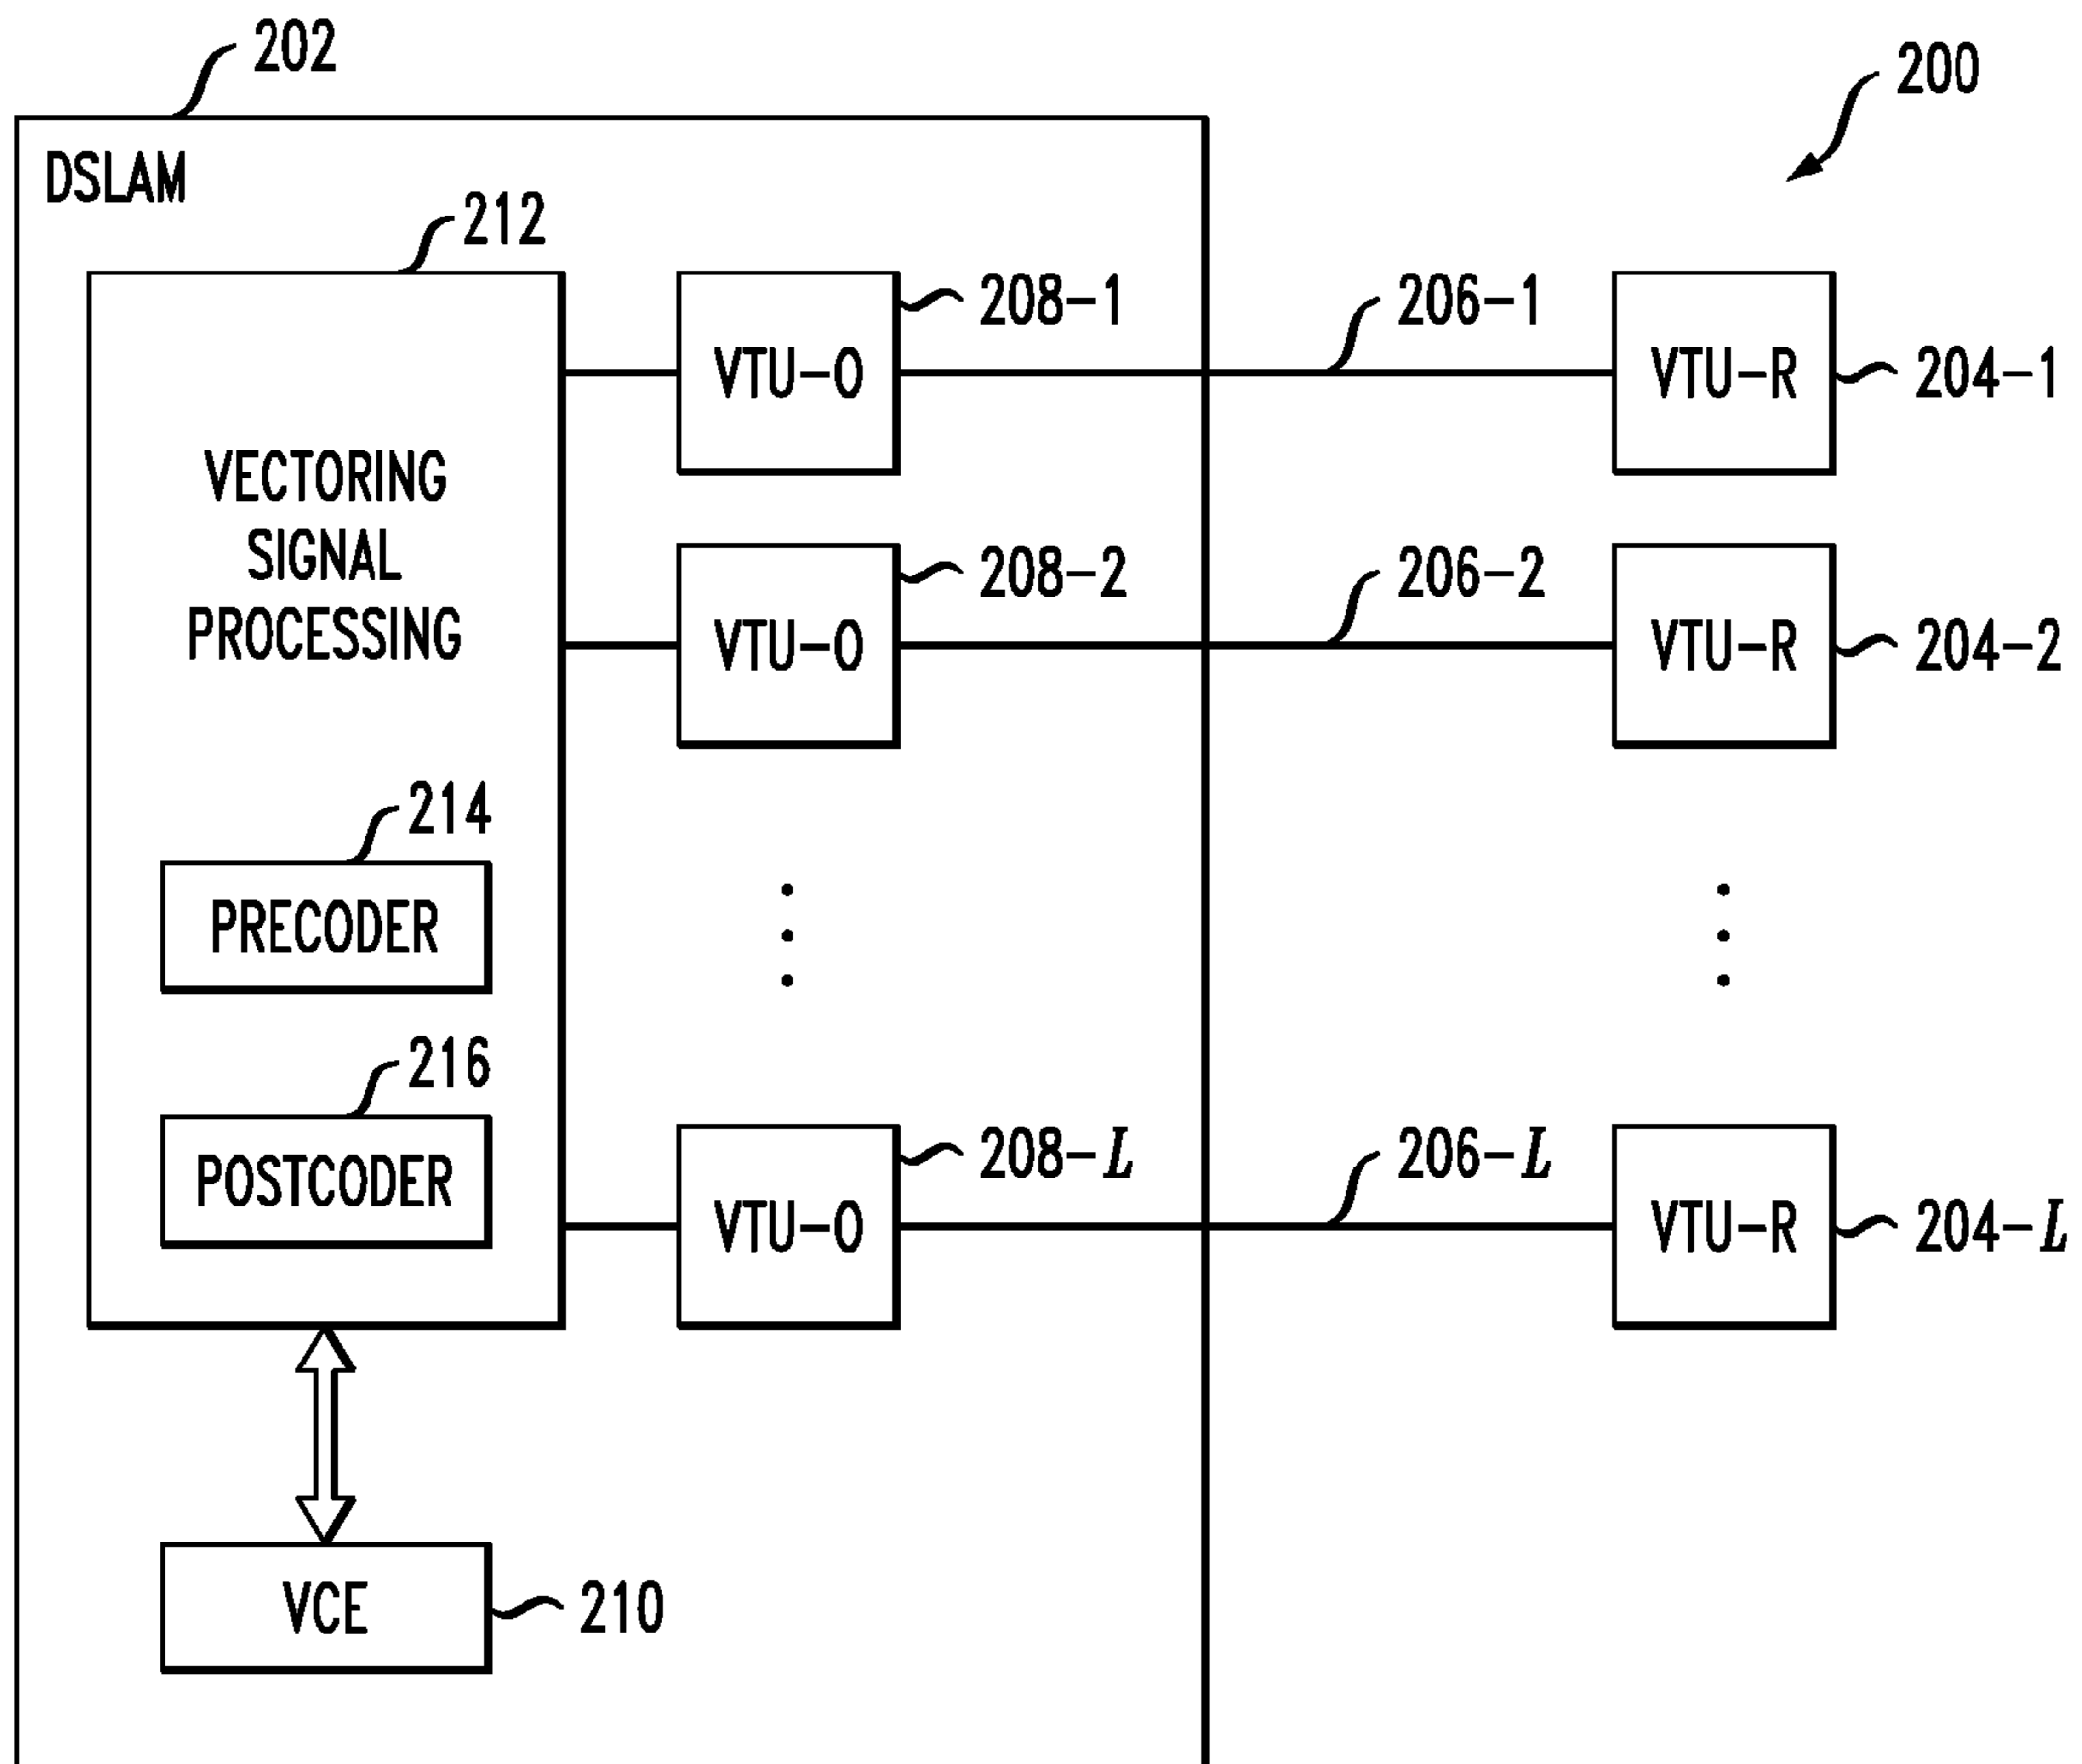 202
200
DSLAM
212
208-1
206-1
VTU-O
VTU-R
204-1
VECTORING
SIGNAL
PROCESSING
208-2
206-2
VTU-O
VTU-R
204-2
214
PRECODER
216
POSTCODER
208-L
206-L
VTU-O
VTU-R
204-L
VCE
210